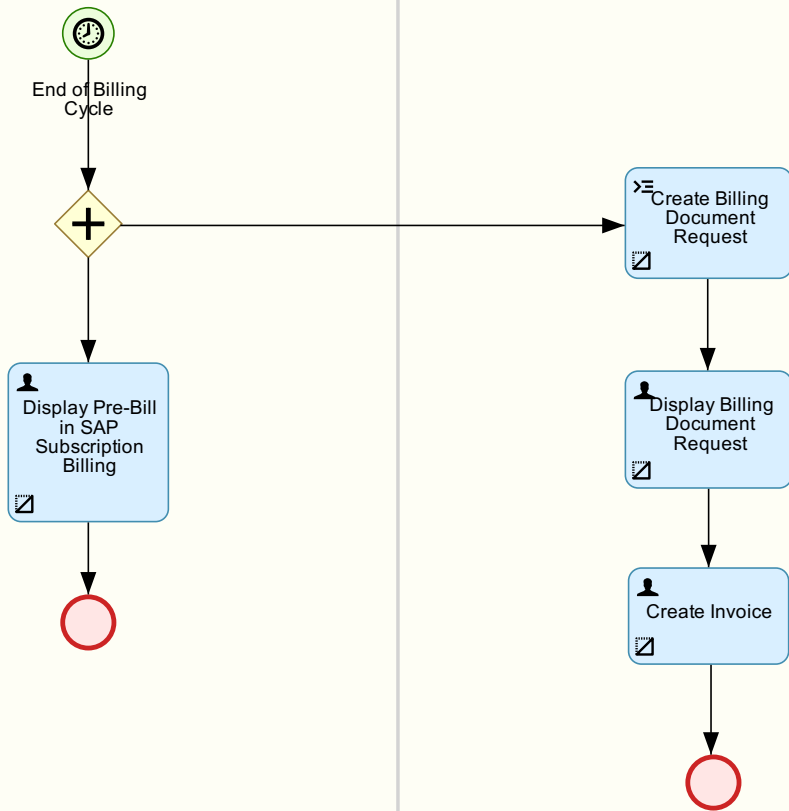 End of Billing
Cycle
Create Billing
Document
Request
Display Pre-Bill
in SAP
Subscription
Billing
Display Billing
Document
Request
Create Invoice